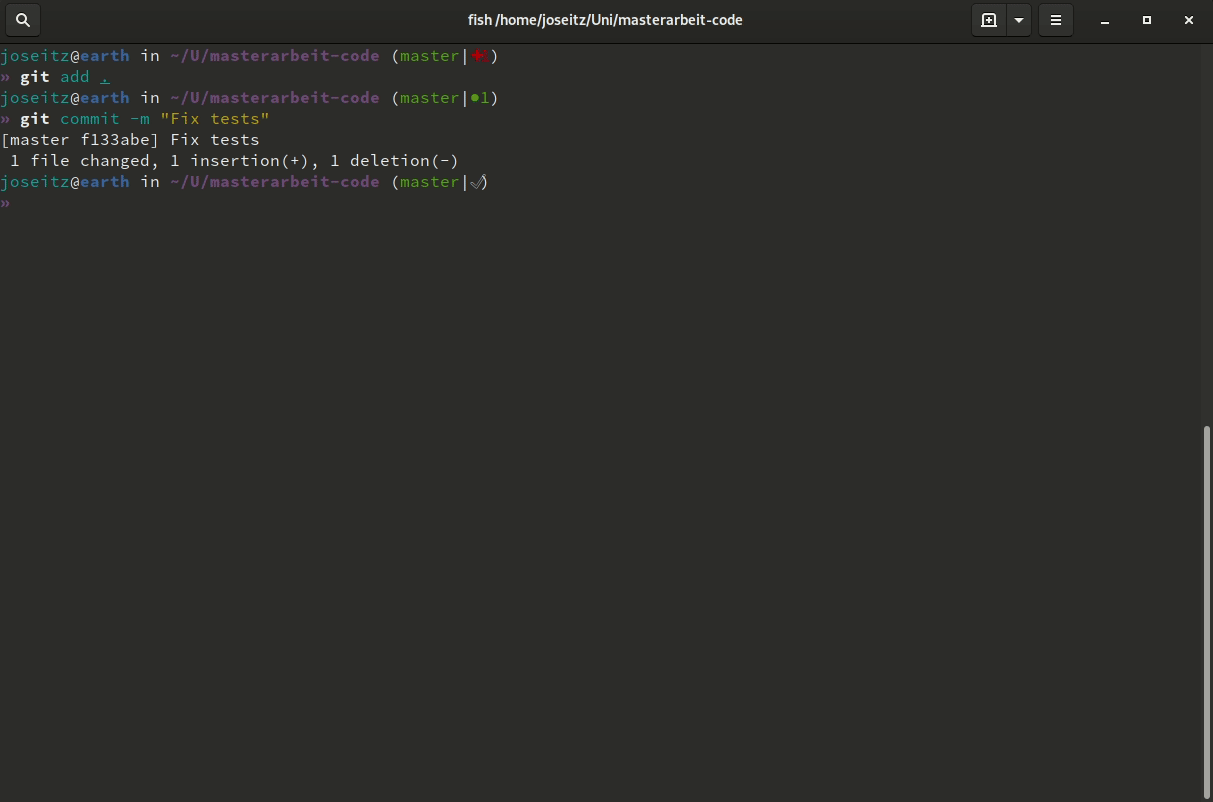 fish /home/joseitz/Uni/masterarbeit-code
joseitz@earth in ~/U/masterarbeit-code (master|✚1)
» git add .
joseitz@earth in ~/U/masterarbeit-code (master|●1)
» git commit -m "Fix tests"
[master f133abe] Fix tests
 1 file changed, 1 insertion(+), 1 deletion(-)
joseitz@earth in ~/U/masterarbeit-code (master|✓)
»